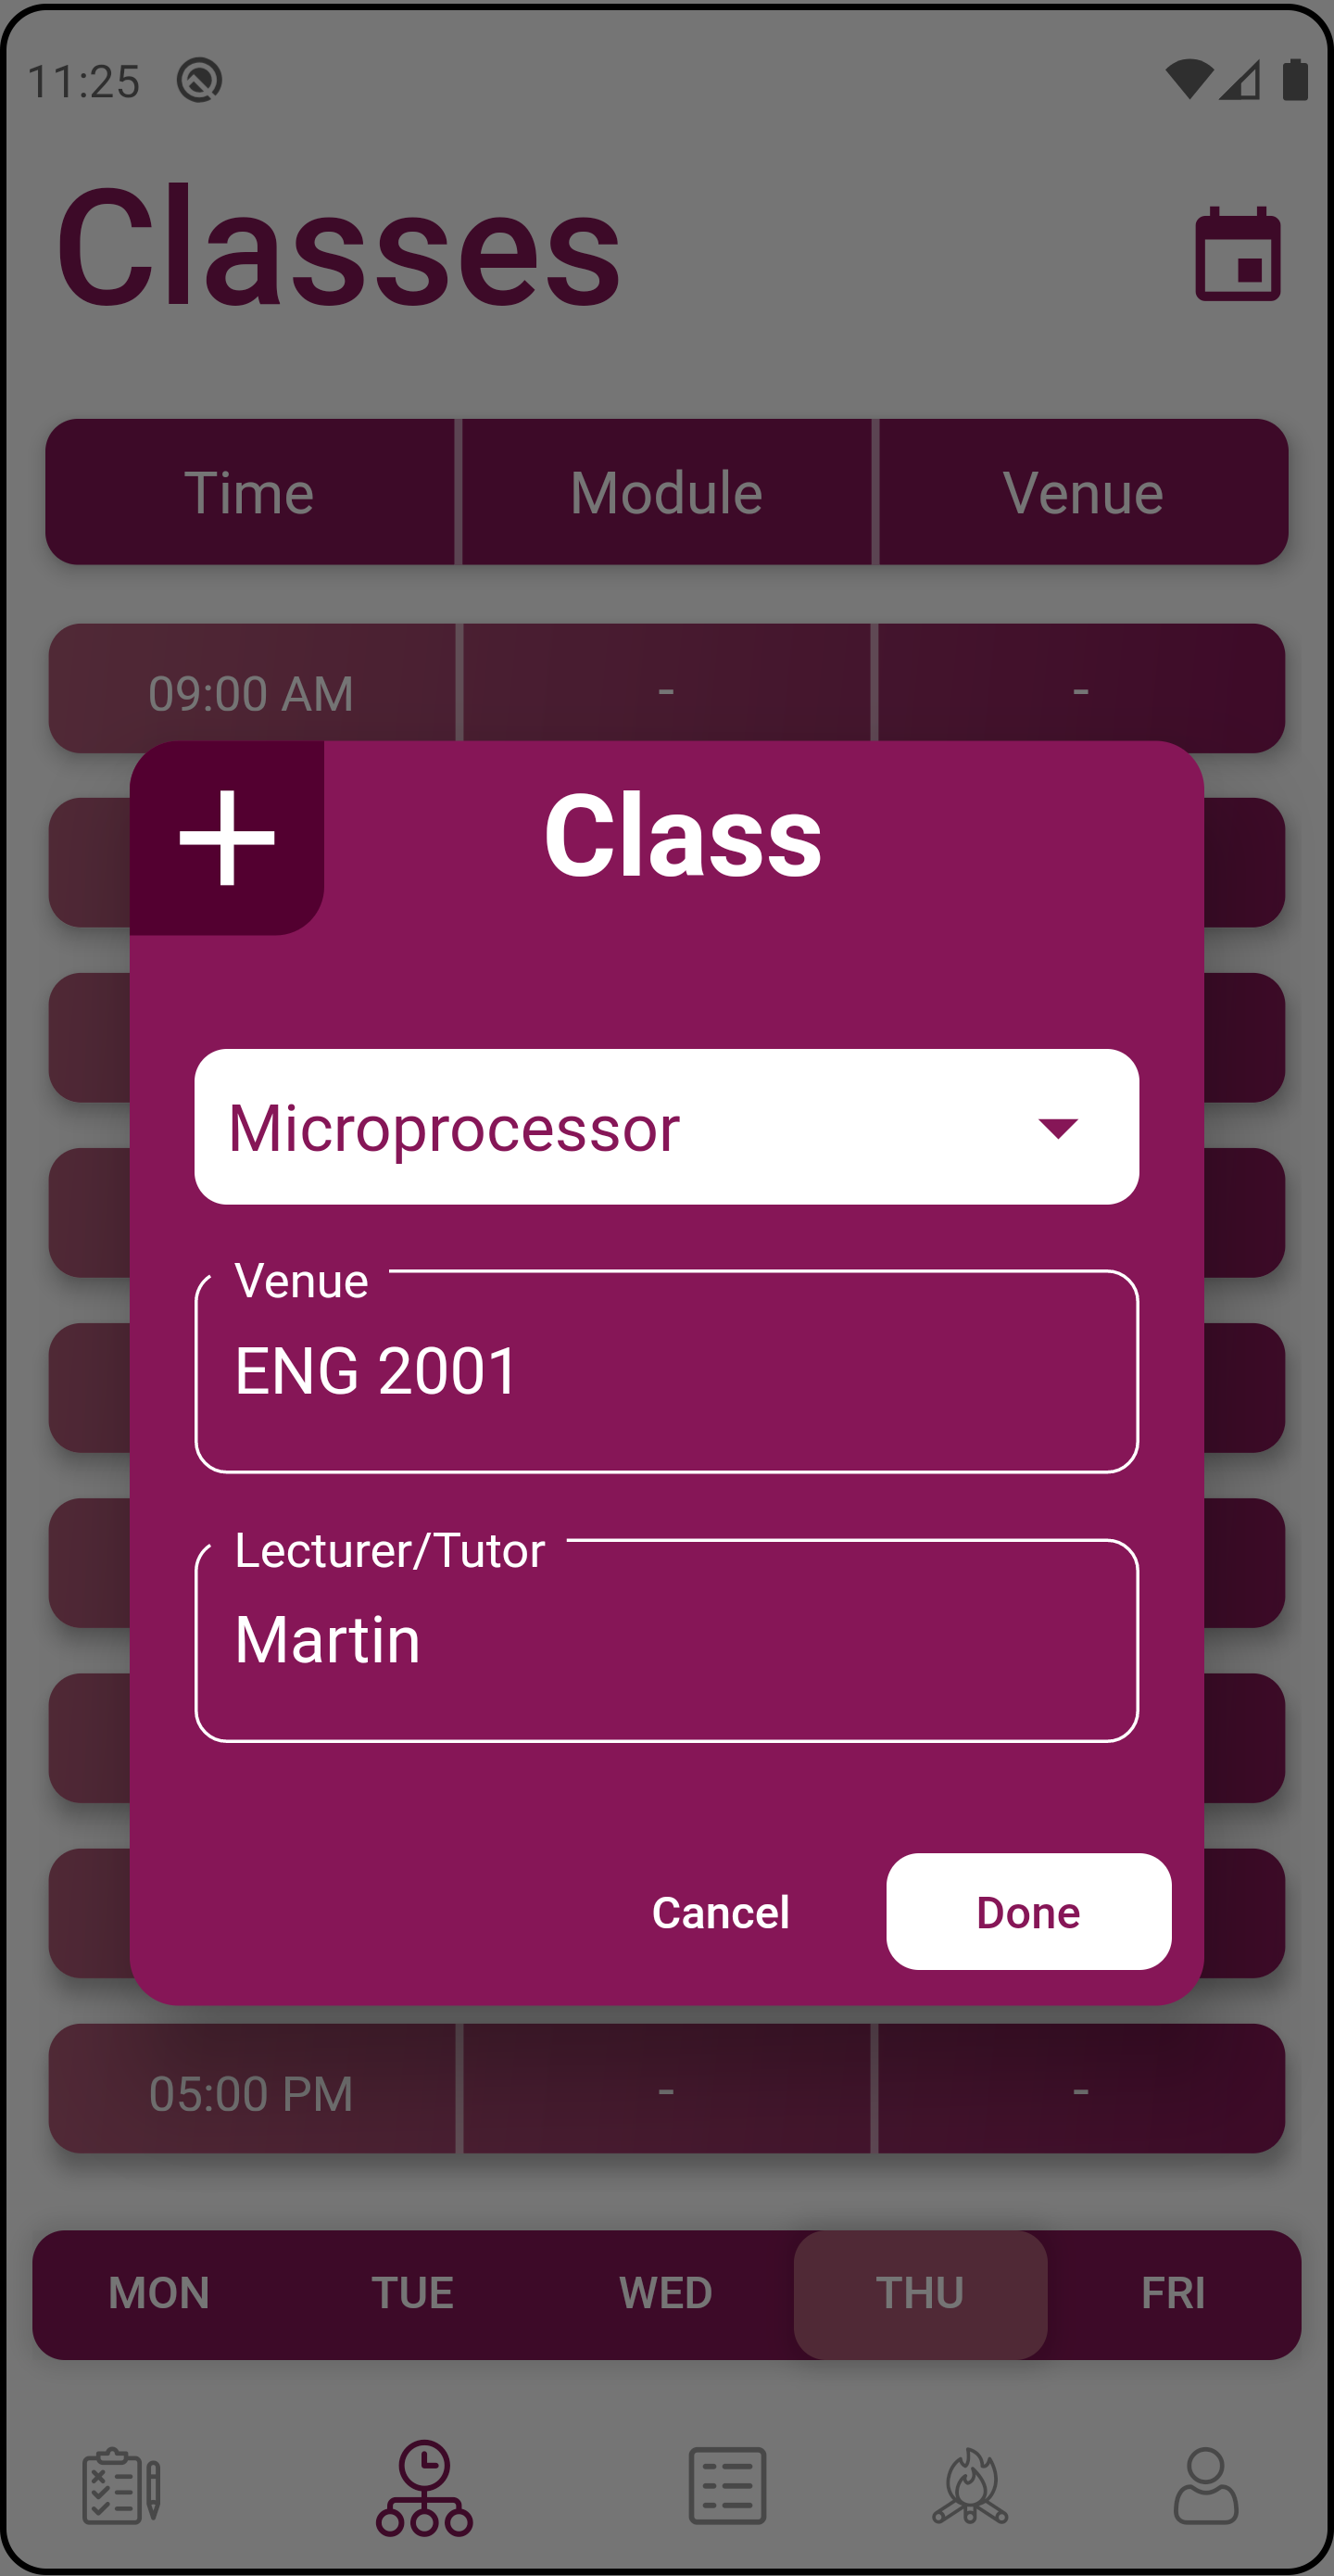 11:25
Classes
Time Module Venue
09:00 AM - -
Class
Microprocessor
Venue
ENG 2001
Lecturer/Tutor
Martin
Cancel Done
05:00 PM - -
MON TUE WED THU FRI